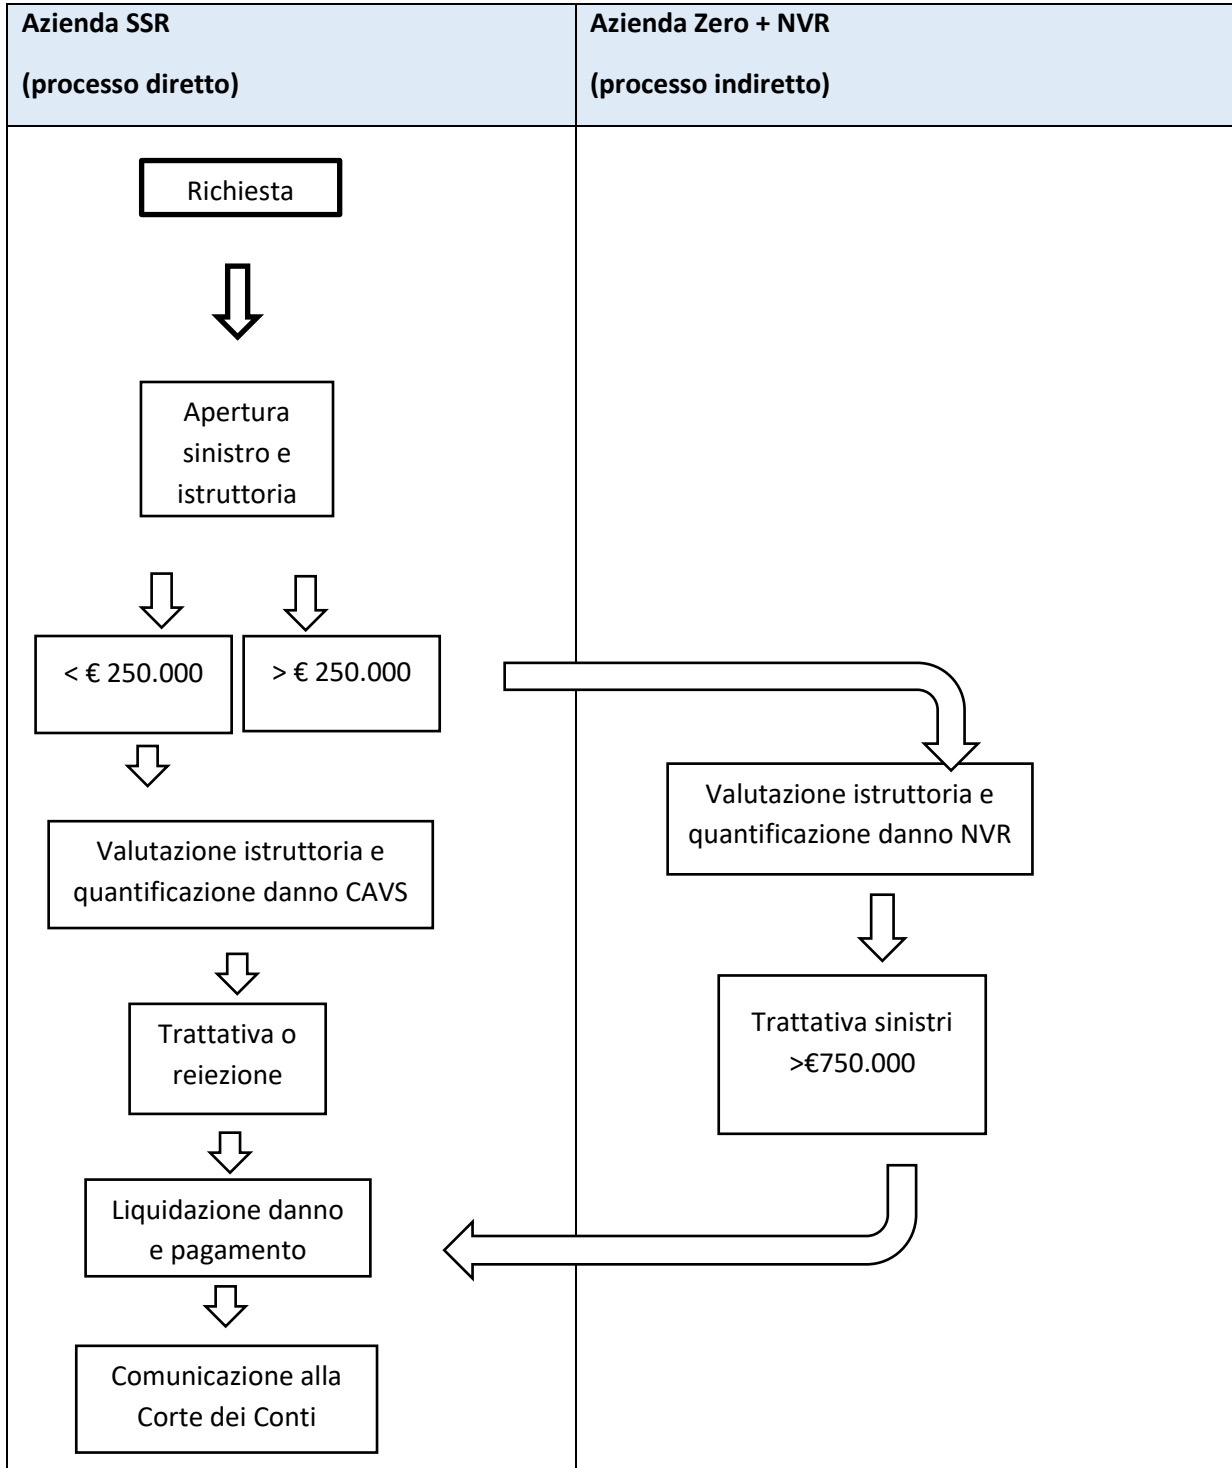 Azienda SSR
(processo diretto)
Azienda Zero + NVR
(processo indiretto)
Richiesta
Apertura
sinistro e
istruttoria
< € 250.000
> € 250.000
Valutazione istruttoria e
quantificazione danno NVR
Valutazione istruttoria e
quantificazione danno CAVS
Trattativa o
reiezione
Trattativa sinistri
>€750.000
Liquidazione danno
e pagamento
Comunicazione alla
Corte dei Conti